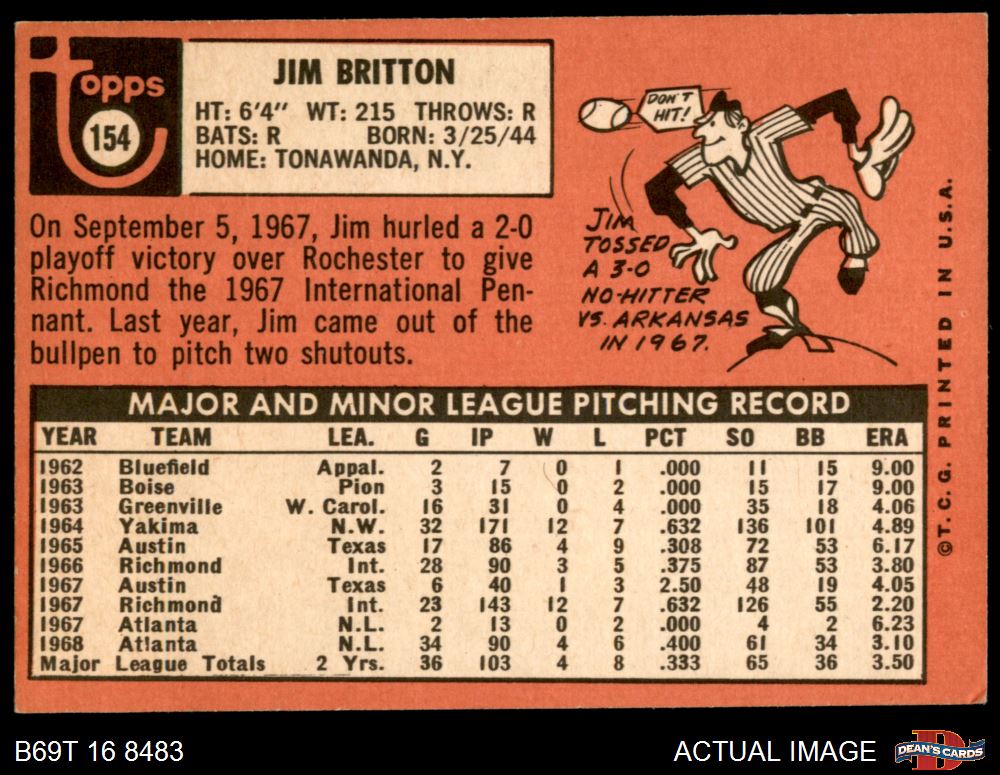 Topps
154
JIM BRITTON
HT: 6'4" WT: 215 THROWS: R
BATS: R BORN: 3/25/44
HOME: TONAWANDA, N.Y.
On September 5, 1967, Jim hurled a 2-0
playoff victory over Rochester to give
Richmond the 1967 International Pen-
nant. Last year, Jim came out of the
bullpen to pitch two shutouts.
DON'T
HIT!
JIM
TOSSED
A 3-0
NO-HITTER
VS. ARKANSAS
IN 1967.
MAJOR AND MINOR LEAGUE PITCHING RECORD
YEAR TEAM LEA. G IP W L PCT SO BB ERA
1962 Bluefield Appal. 2 7 0 1 .000 11 15 9.00
1963 Boise Pion 3 15 0 2 .000 15 17 9.00
1963 Greenville W. Carol. 16 31 0 4 .000 35 18 4.06
1964 Yakima N.W. 32 171 12 7 .632 136 101 4.89
1965 Austin Texas 17 86 4 9 .308 72 53 6.17
1966 Richmond Int. 28 90 3 5 .375 87 53 3.80
1967 Austin Texas 6 40 1 3 2.50 48 19 4.05
1967 Richmond Int. 23 143 12 7 .632 126 55 2.20
1967 Atlanta N.L. 2 13 0 2 .000 4 2 6.23
1968 Atlanta N.L. 34 90 4 6 .400 61 34 3.10
Major League Totals 2 Yrs. 36 103 4 8 .333 65 36 3.50
©T. C. G. PRINTED IN U.S.A.
B69T 16 8483
ACTUAL IMAGE
D
DEAN'S CARDS